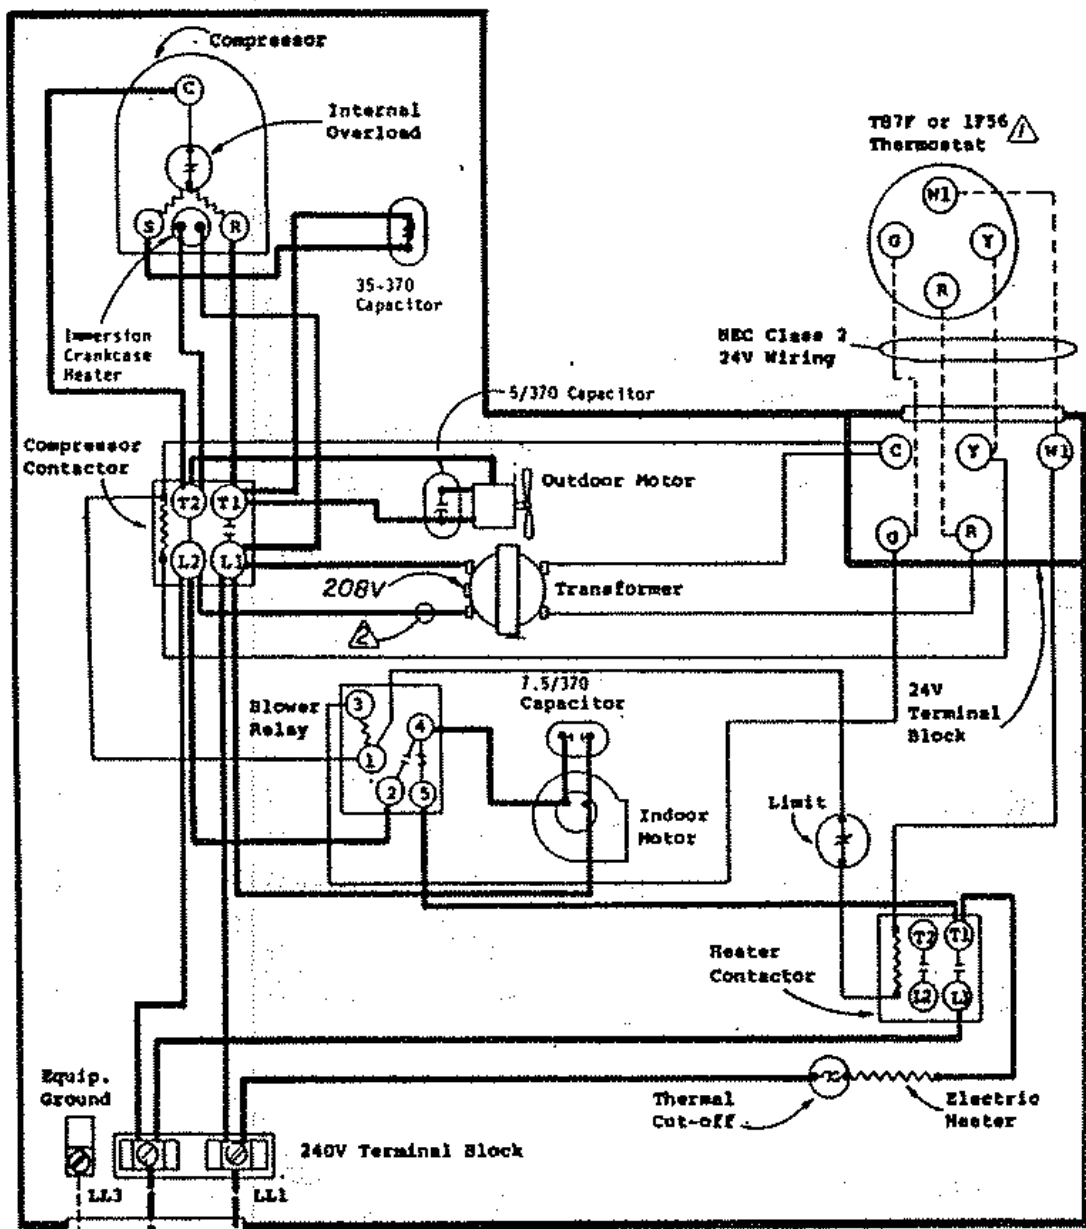 Compressor
C
Internal
Overload
S
R
35-370
Capacitor
Immersion
Crankcase
Heater
T87F or 1F56 1
Thermostat
W1
G
Y
R
NEC Class 2
24V Wiring
5/370 Capacitor
Compressor
Contactor
T2
T1
L2
L1
Outdoor Motor
208V
2
Transformer
C
Y
W1
G
R
24V
Terminal
Block
Blower
Relay
3
4
1
2
5
7.5/370
Capacitor
Indoor
Motor
Limit
Heater
Contactor
T2
T1
L2
L1
Thermal
Cut-off
Electric
Heater
Equip.
Ground
240V Terminal Block
LL3
LL1